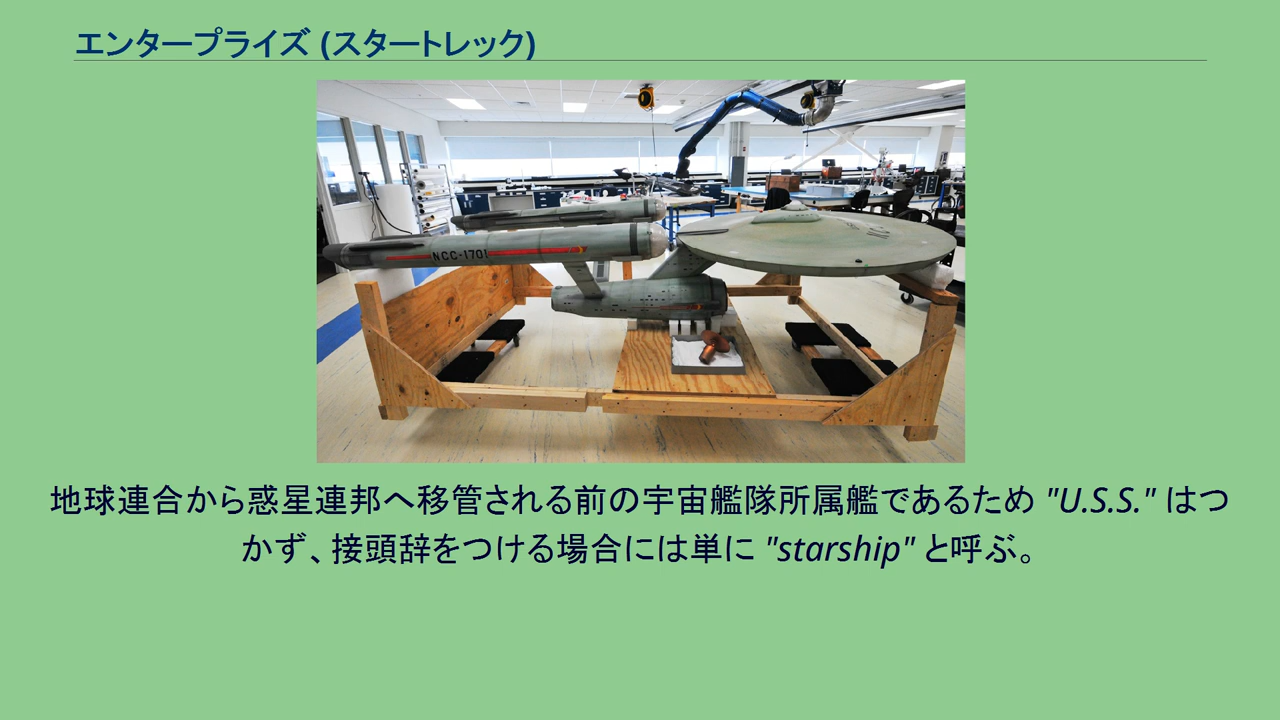 エンタープライズ (スタートレック)
NCC-1701
地球連合から惑星連邦へ移管される前の宇宙艦隊所属艦であるため "U.S.S." はつ
かず、接頭辞をつける場合には単に "starship" と呼ぶ。